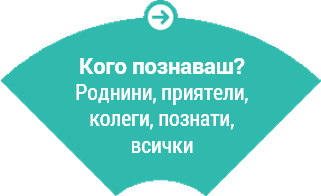 Кого познаваш?
Роднини, приятели,
колеги, познати,
всички